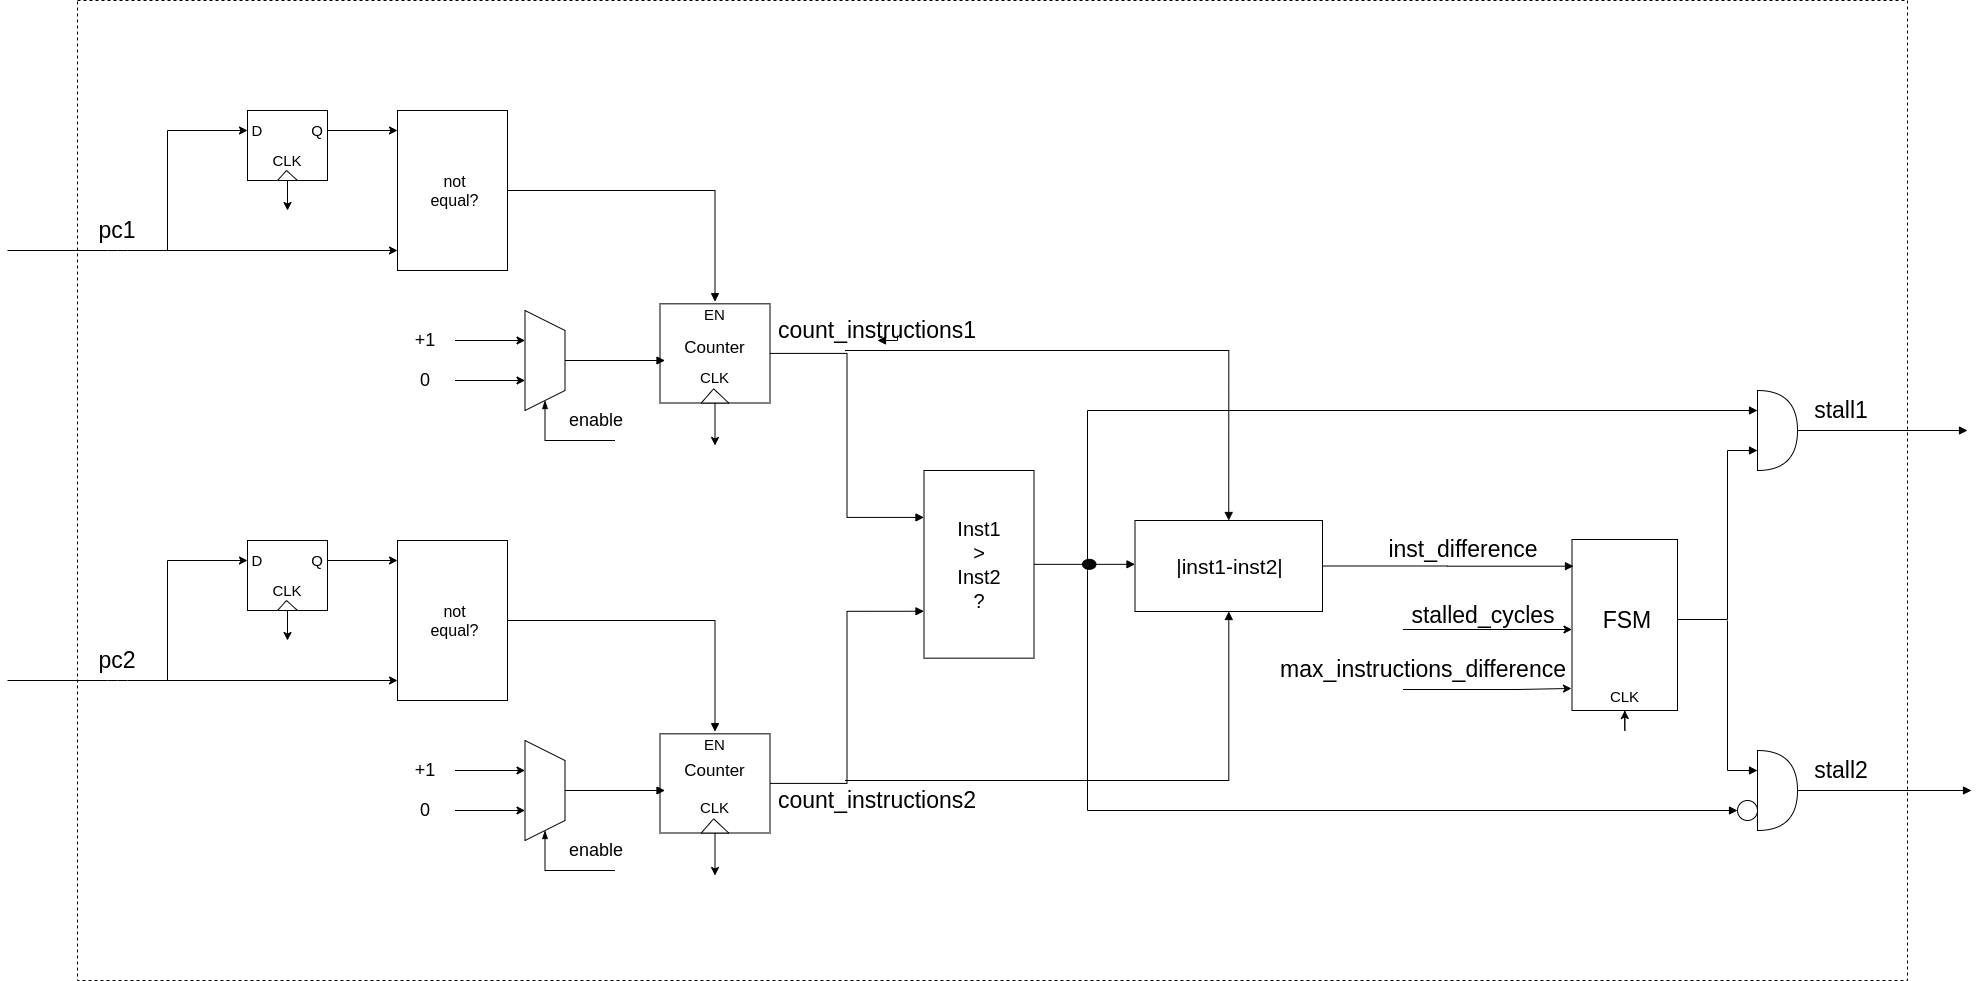 D Q
CLK
not
equal?
pc1
EN
Counter
CLK
count_instructions1
+1
0
enable
stall1
Inst1
>
Inst2
?
|inst1-inst2|
inst_difference
stalled_cycles
max_instructions_difference
FSM
CLK
D Q
CLK
not
equal?
pc2
EN
Counter
CLK
count_instructions2
+1
0
enable
stall2